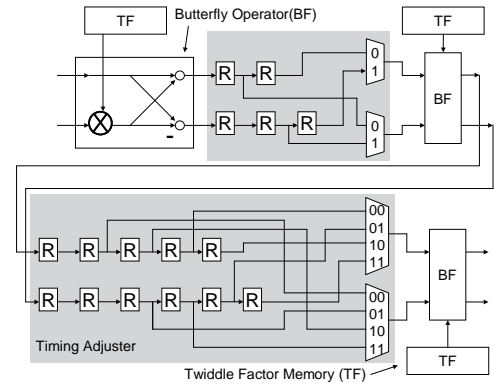 Butterfly Operator(BF)
TF
TF
R R
0
1
BF
R R R
0
1
-
R R R R R
00
01
10
11
BF
R R R R R R
00
01
10
11
Timing Adjuster
TF
Twiddle Factor Memory (TF)